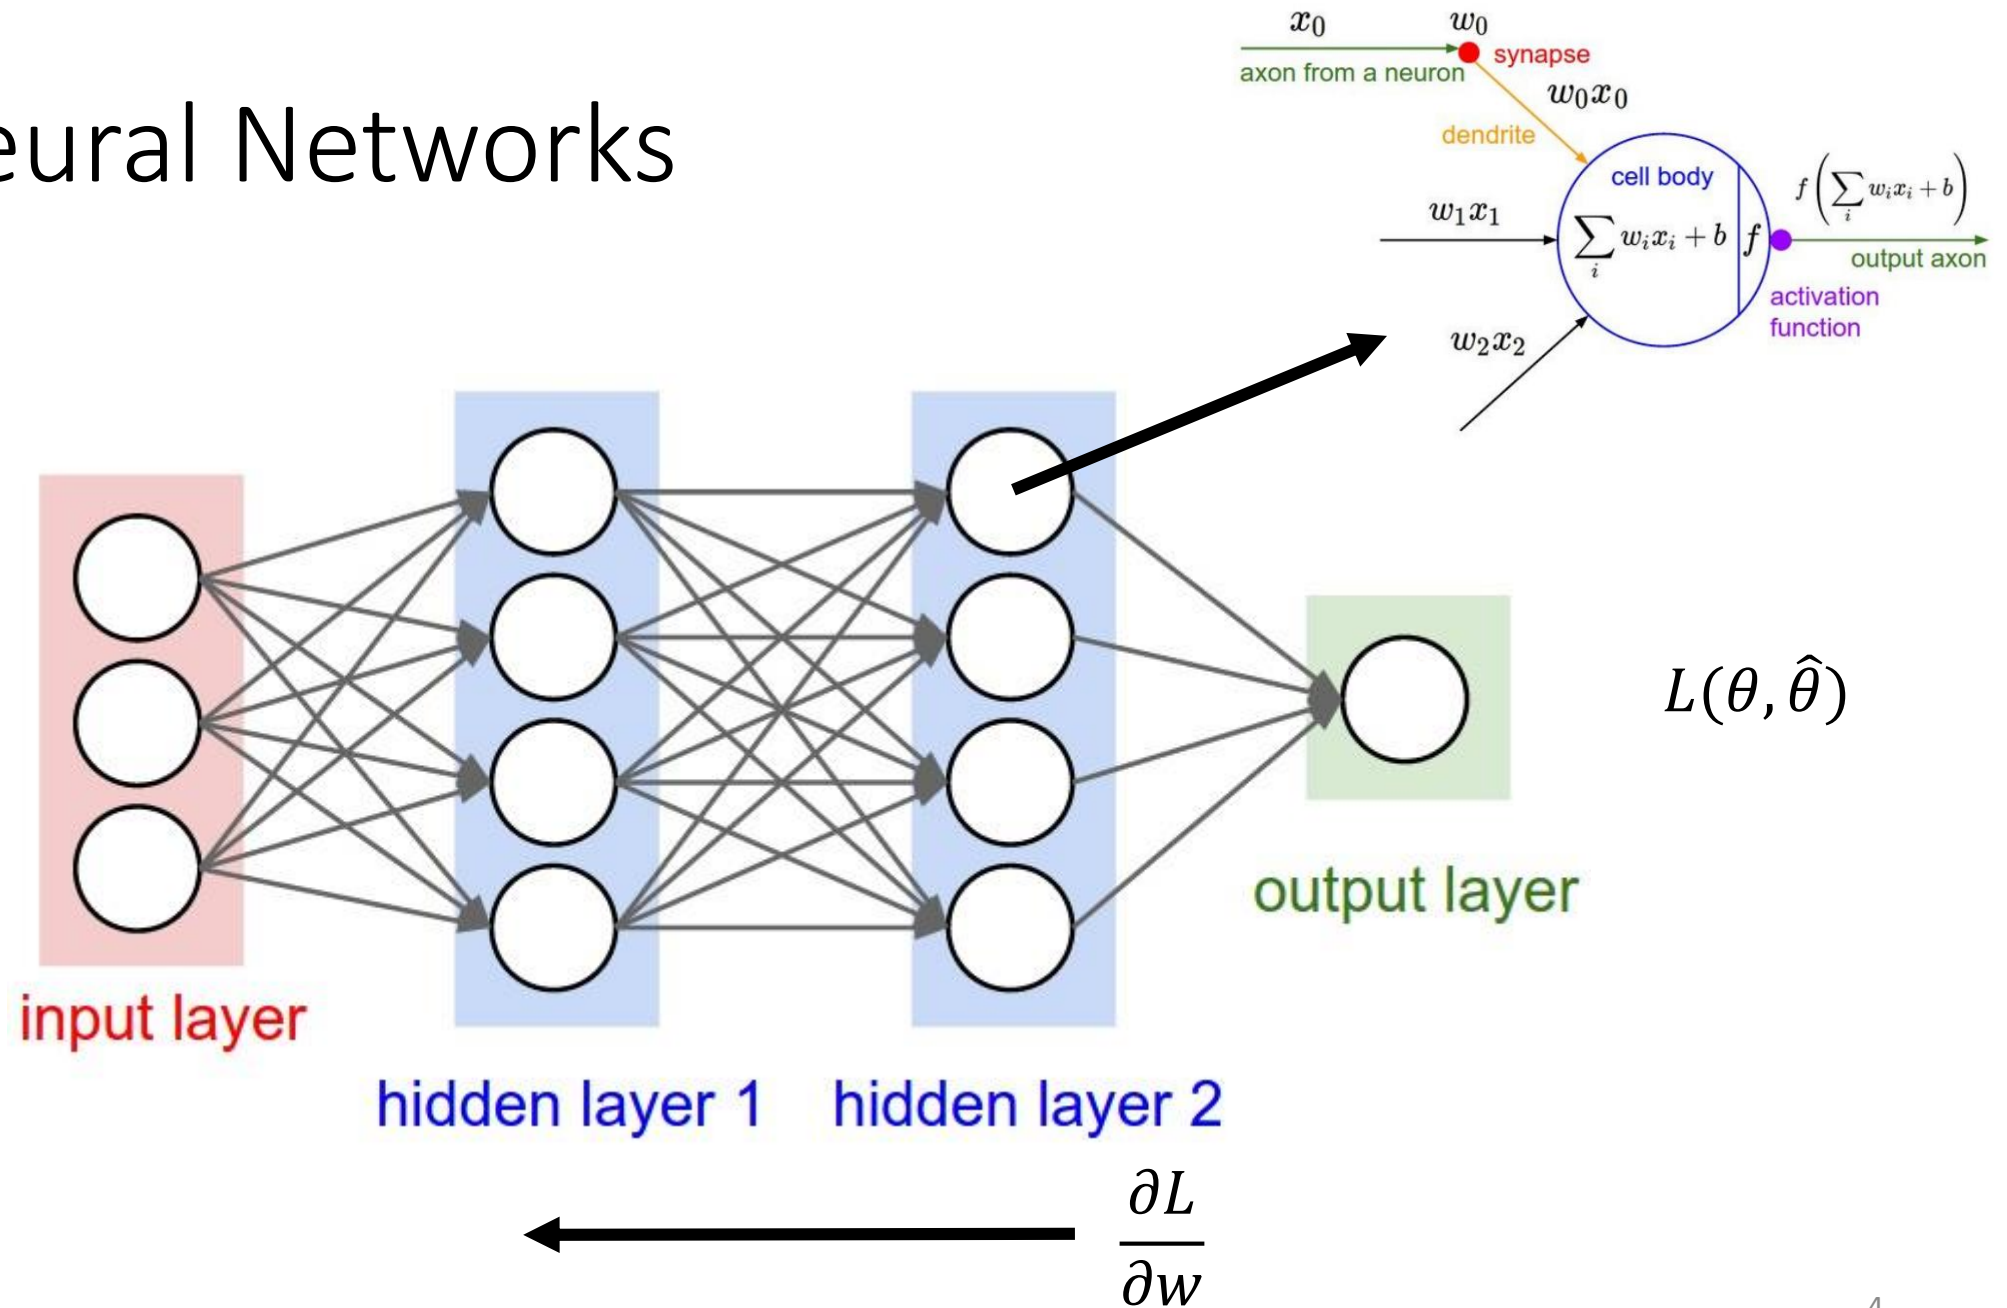 eural Networks
x₀ w₀
synapse
axon from a neuron
w₀x₀
dendrite
cell body
f(∑ᵢ wᵢxᵢ + b)
w₁x₁
∑ᵢ wᵢxᵢ + b f
output axon
activation
function
w₂x₂
L(θ, θ̂)
output layer
input layer
hidden layer 1 hidden layer 2
∂L
∂w